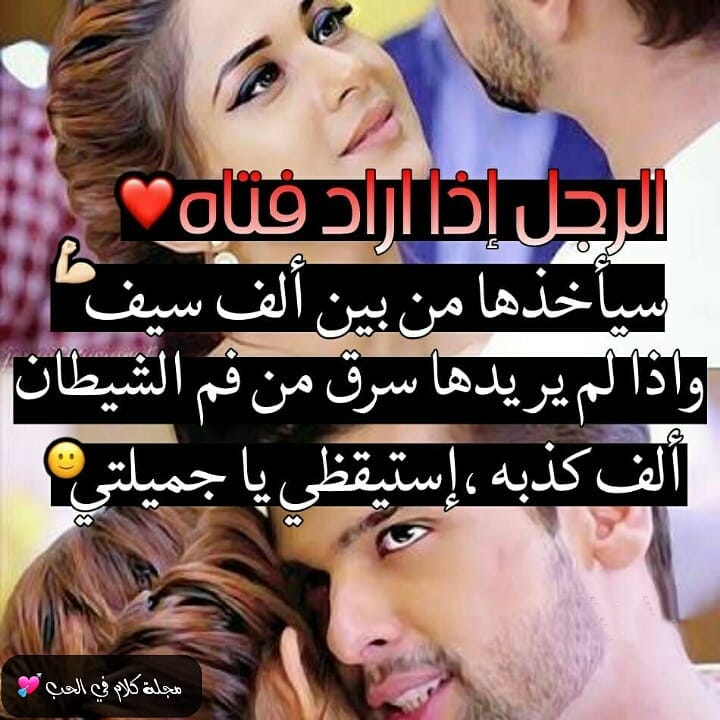 الرجل إذا اراد فتاه❤️
سيأخذها من بين ألف سيف💪🏻
واذا لم يريدها سرق من فم الشيطان
ألف كذبه ،إستيقظي يا جميلتي🙂
مجلة كلام في الحب 💘